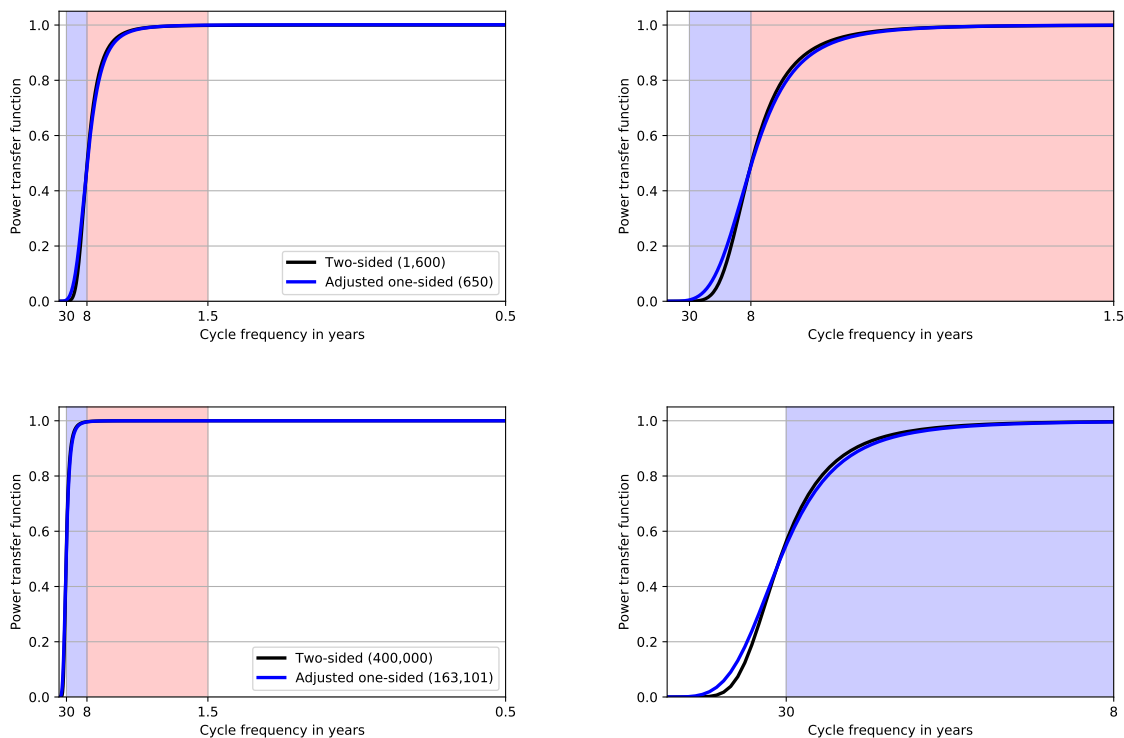 1.0
0.8
0.6
0.4
0.2
0.0
Power transfer function
30 8 1.5 0.5
Cycle frequency in years
Two-sided (1,600)
Adjusted one-sided (650)
1.0
0.8
0.6
0.4
0.2
0.0
Power transfer function
30 8 1.5
Cycle frequency in years
1.0
0.8
0.6
0.4
0.2
0.0
Power transfer function
30 8 1.5 0.5
Cycle frequency in years
Two-sided (400,000)
Adjusted one-sided (163,101)
1.0
0.8
0.6
0.4
0.2
0.0
Power transfer function
30 8
Cycle frequency in years